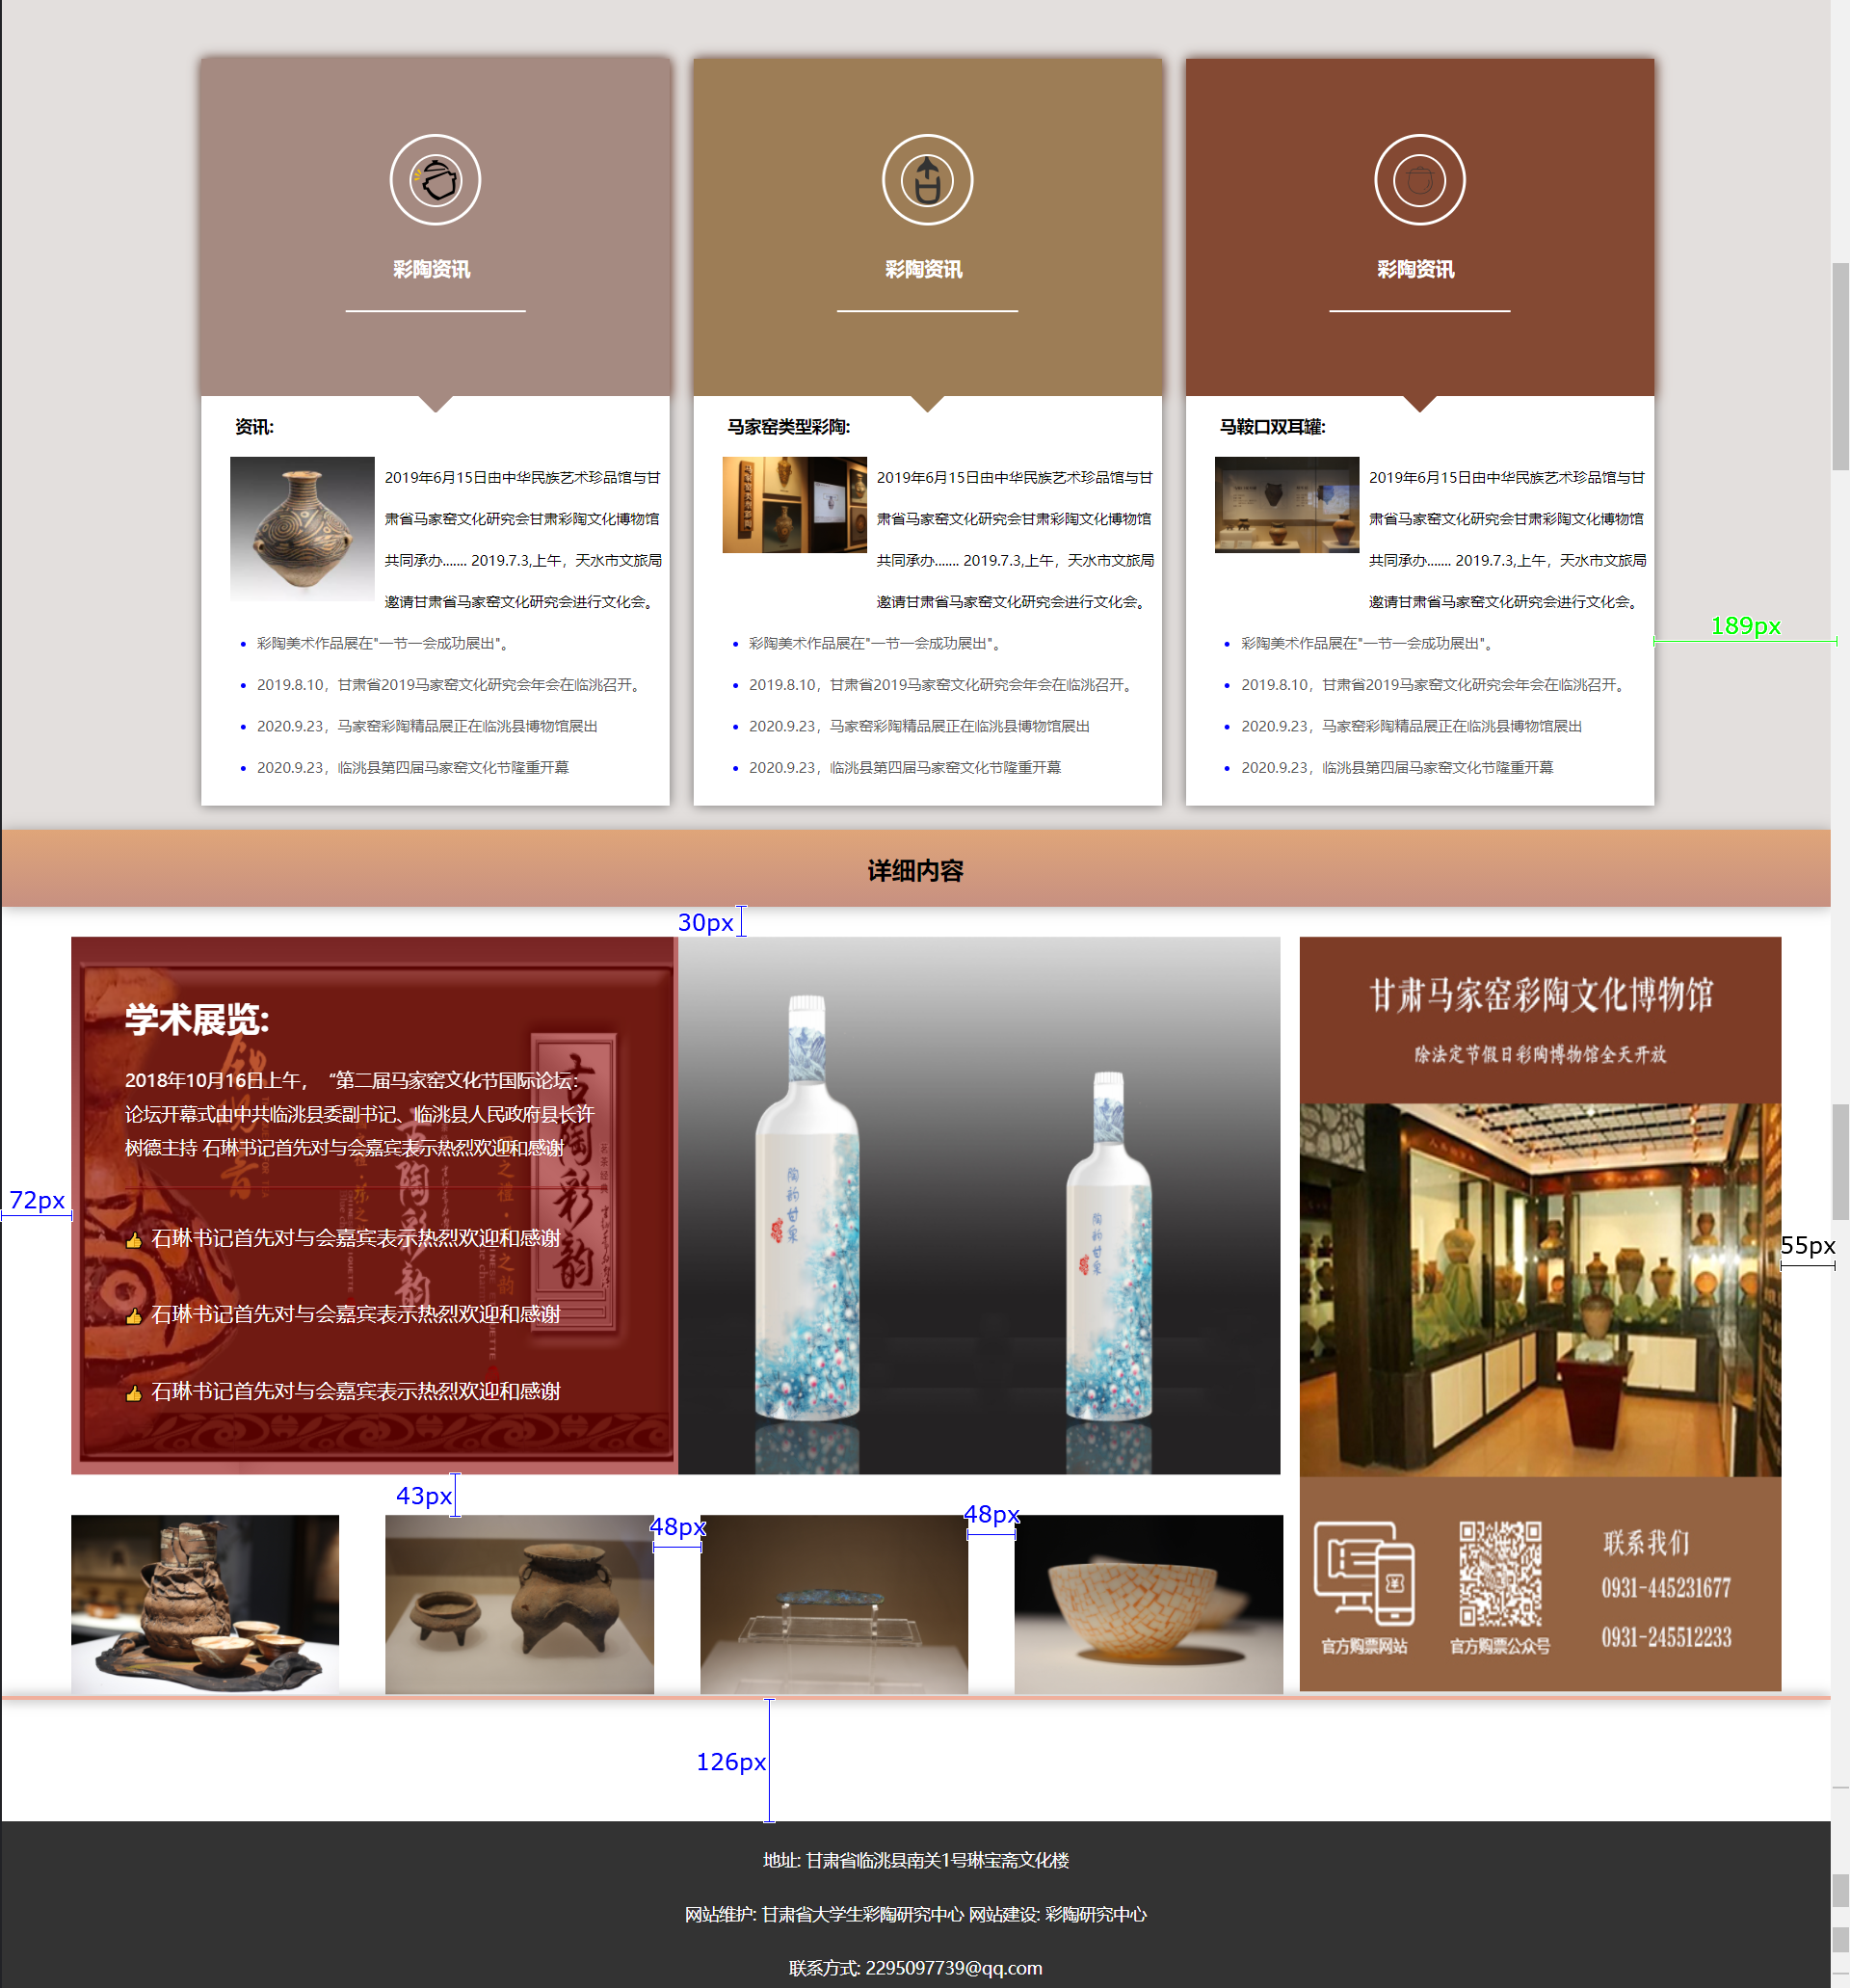 彩陶资讯
彩陶资讯
彩陶资讯
资讯:
2019年6月15日由中华民族艺术珍品馆与甘
肃省马家窑文化研究会甘肃彩陶文化博物馆
共同承办....... 2019.7.3,上午，天水市文旅局
邀请甘肃省马家窑文化研究会进行文化会。
彩陶美术作品展在"一节一会成功展出"。
2019.8.10，甘肃省2019马家窑文化研究会年会在临洮召开。
2020.9.23，马家窑彩陶精品展正在临洮县博物馆展出
2020.9.23，临洮县第四届马家窑文化节隆重开幕
马家窑类型彩陶:
2019年6月15日由中华民族艺术珍品馆与甘
肃省马家窑文化研究会甘肃彩陶文化博物馆
共同承办....... 2019.7.3,上午，天水市文旅局
邀请甘肃省马家窑文化研究会进行文化会。
彩陶美术作品展在"一节一会成功展出"。
2019.8.10，甘肃省2019马家窑文化研究会年会在临洮召开。
2020.9.23，马家窑彩陶精品展正在临洮县博物馆展出
2020.9.23，临洮县第四届马家窑文化节隆重开幕
马鞍口双耳罐:
2019年6月15日由中华民族艺术珍品馆与甘
肃省马家窑文化研究会甘肃彩陶文化博物馆
共同承办....... 2019.7.3,上午，天水市文旅局
邀请甘肃省马家窑文化研究会进行文化会。
彩陶美术作品展在"一节一会成功展出"。
2019.8.10，甘肃省2019马家窑文化研究会年会在临洮召开。
2020.9.23，马家窑彩陶精品展正在临洮县博物馆展出
2020.9.23，临洮县第四届马家窑文化节隆重开幕
189px
详细内容
30px
学术展览:
2018年10月16日上午，“第二届马家窑文化节国际论坛:
论坛开幕式由中共临洮县委副书记、临洮县人民政府县长许
树德主持 石琳书记首先对与会嘉宾表示热烈欢迎和感谢
石琳书记首先对与会嘉宾表示热烈欢迎和感谢
石琳书记首先对与会嘉宾表示热烈欢迎和感谢
石琳书记首先对与会嘉宾表示热烈欢迎和感谢
古陶彩韵
古陶彩韵
72px
陶韵甘泉
陶韵甘泉
甘肃马家窑彩陶文化博物馆
除法定节假日彩陶博物馆全天开放
55px
43px
48px
48px
官方购票网站
官方购票公众号
联系我们
0931-445231677
0931-245512233
126px
地址: 甘肃省临洮县南关1号琳宝斋文化楼
网站维护: 甘肃省大学生彩陶研究中心 网站建设: 彩陶研究中心
联系方式: 2295097739@qq.com